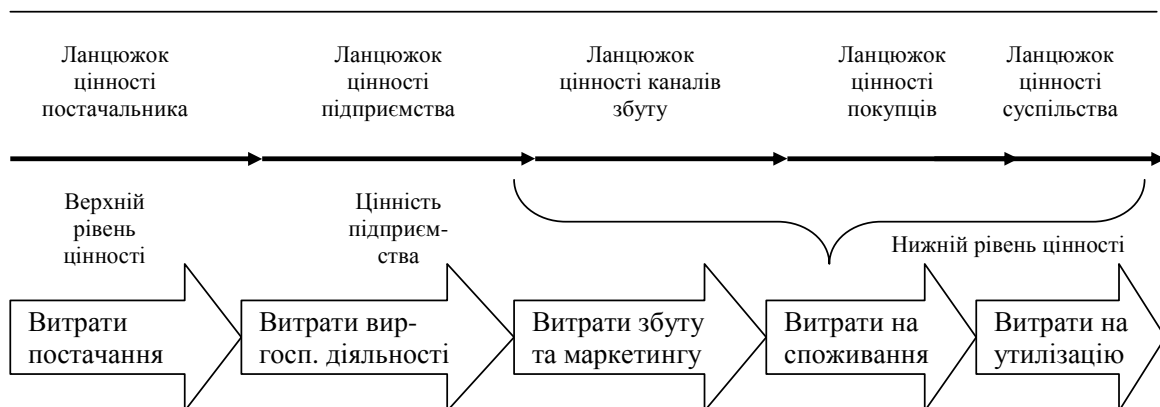 Ланцюжок
цінності
постачальника
Ланцюжок
цінності
підприємства
Ланцюжок
цінності каналів
збуту
Ланцюжок
цінності
покупців
Ланцюжок
цінності
суспільства
Верхній
рівень
цінності
Цінність
підприєм-
ства
Нижній рівень цінності
Витрати
постачання
Витрати вир-
госп. діяльності
Витрати збуту
та маркетингу
Витрати на
споживання
Витрати на
утилізацію